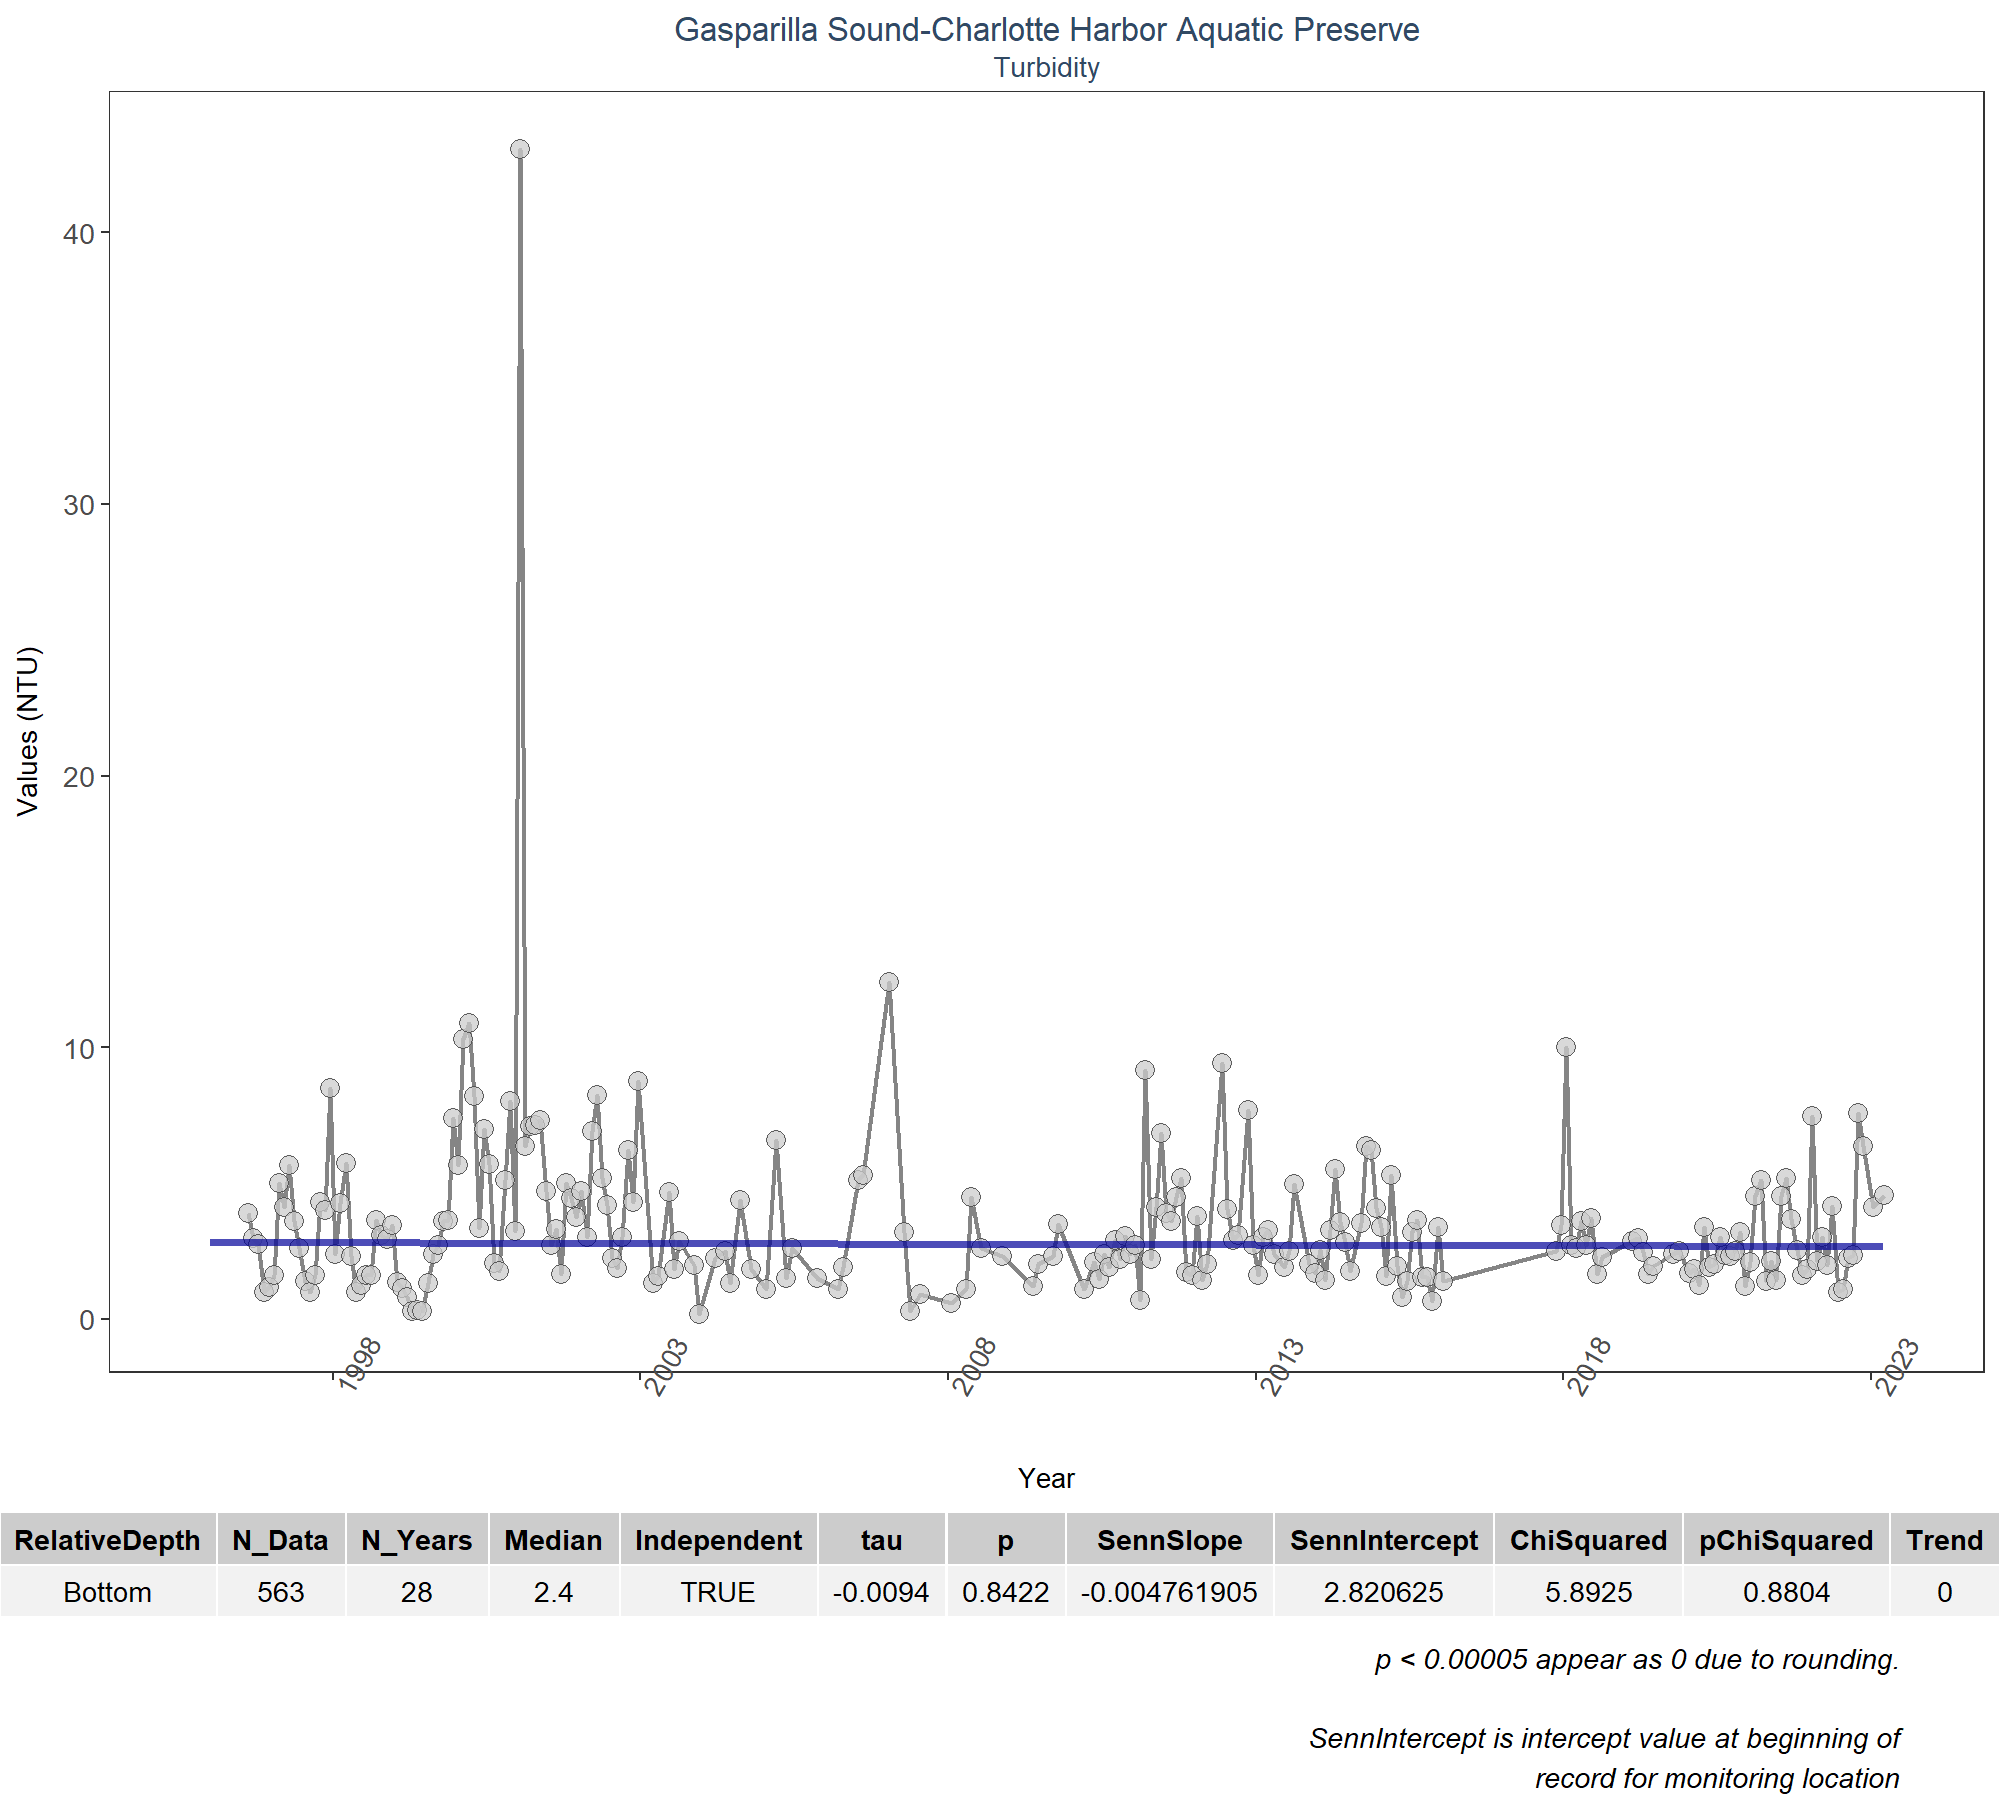 Gasparilla Sound-Charlotte Harbor Aquatic Preserve
Turbidity
Values (NTU)
40
30
20
10
0
1998 2003 2008 2013 2018 2023
Year
RelativeDepth N_Data N_Years Median Independent tau p SennSlope SennIntercept ChiSquared pChiSquared Trend
Bottom 563 28 2.4 TRUE -0.0094 0.8422 -0.004761905 2.820625 5.8925 0.8804 0
p < 0.00005 appear as 0 due to rounding.
SennIntercept is intercept value at beginning of
record for monitoring location